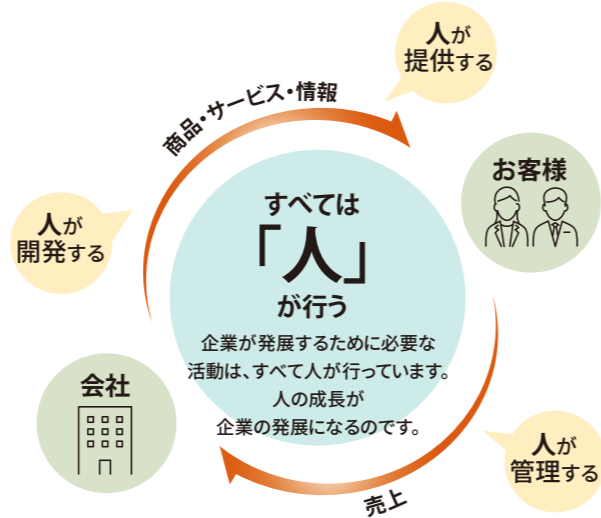 人が
提供する
商品・サービス・情報
お客様
人が
開発する
すべては
「人」
が行う
企業が発展するために必要な
活動は、すべて人が行っています。
人の成長が
企業の発展になるのです。
会社
人が
管理する
売上